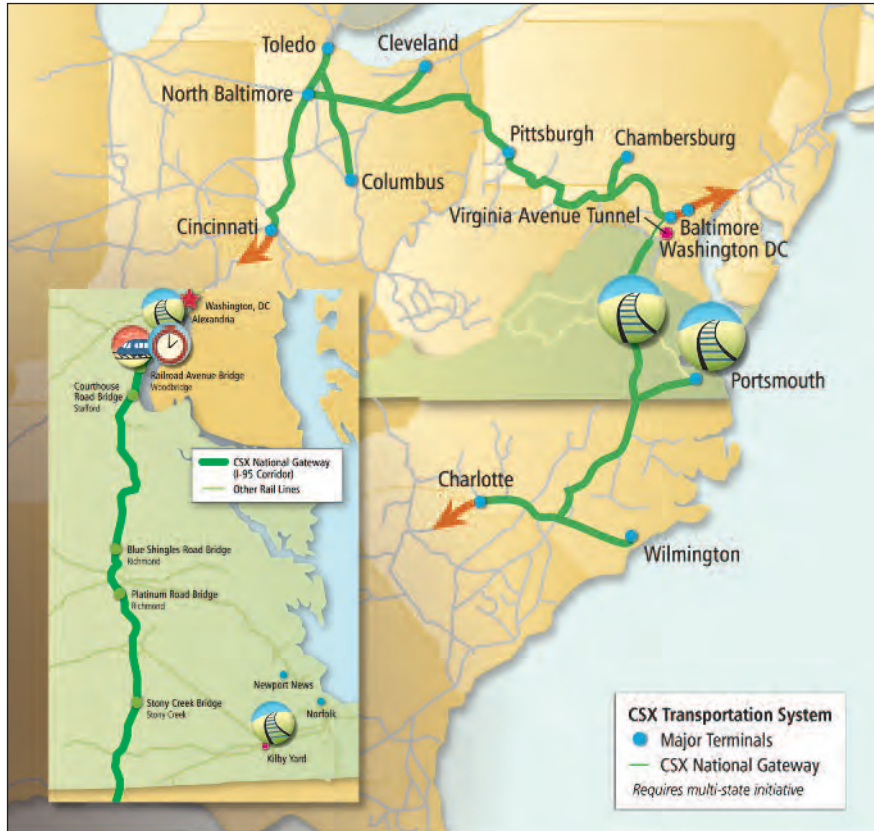 Toledo
Cleveland
North Baltimore
Pittsburgh
Chambersburg
Columbus
Virginia Avenue Tunnel
Baltimore
Cincinnati
Washington DC
Portsmouth
Charlotte
Wilmington
Washington, DC
Alexandria
Railroad Avenue Bridge
Woodbridge
Courthouse
Road Bridge
Stafford
CSX National Gateway
(I-95 Corridor)
Other Rail Lines
Blue Shingles Road Bridge
Richmond
Platinum Road Bridge
Richmond
Newport News
Stony Creek Bridge
Stony Creek
Norfolk
Kilby Yard
CSX Transportation System
Major Terminals
CSX National Gateway
Requires multi-state initiative